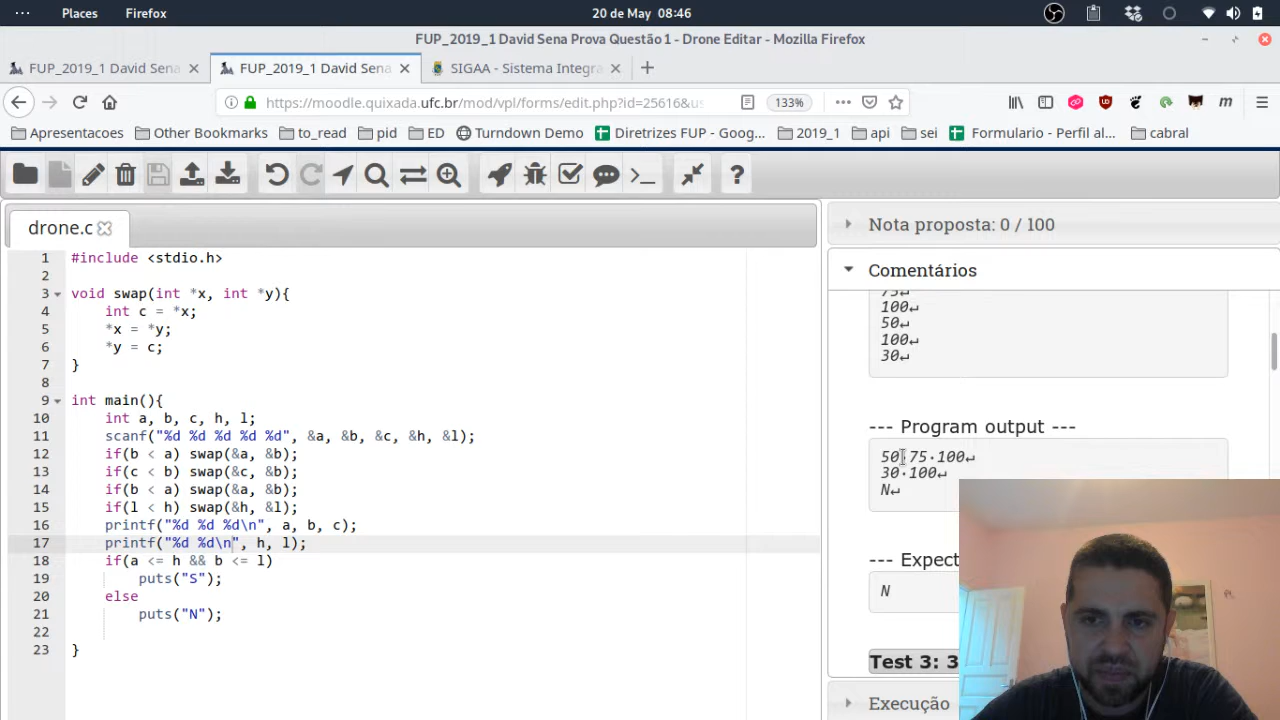 Places Firefox 20 de May 08:46
FUP_2019_1 David Sena Prova Questão 1 - Drone Editar - Mozilla Firefox
FUP_2019_1 David Sena FUP_2019_1 David Sena SIGAA - Sistema Integra
https://moodle.quixada.ufc.br/mod/vpl/forms/edit.php?id=25616&us 133%
Apresentacoes Other Bookmarks to_read pid ED Turndown Demo Diretrizes FUP - Goog... 2019_1 api sei Formulario - Perfil al... cabral
drone.c
1 #include <stdio.h>
2
3 void swap(int *x, int *y){
4 int c = *x;
5 *x = *y;
6 *y = c;
7 }
8
9 int main(){
10 int a, b, c, h, l;
11 scanf("%d %d %d %d %d", &a, &b, &c, &h, &l);
12 if(b < a) swap(&a, &b);
13 if(c < b) swap(&c, &b);
14 if(b < a) swap(&a, &b);
15 if(l < h) swap(&h, &l);
16 printf("%d %d %d\n", a, b, c);
17 printf("%d %d\n", h, l);
18 if(a <= h && b <= l)
19 puts("S");
20 else
21 puts("N");
22
23 }
Nota proposta: 0 / 100
Comentários
75↵
100↵
50↵
100↵
30↵
--- Program output ---
50·75·100↵
30·100↵
N↵
--- Expect
N
Test 3: 3
Execução